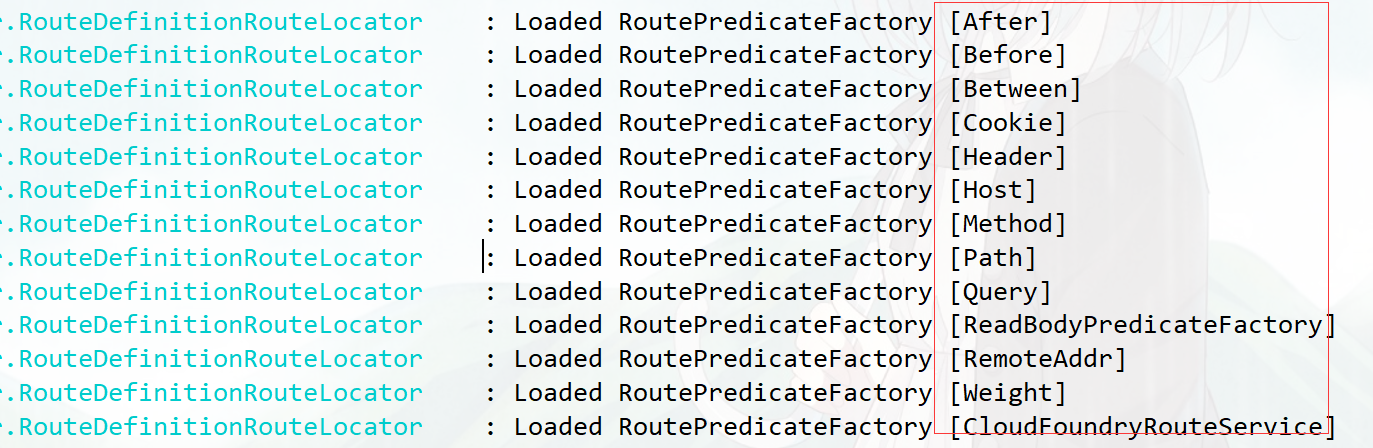 .RouteDefinitionRouteLocator : Loaded RoutePredicateFactory [After]
.RouteDefinitionRouteLocator : Loaded RoutePredicateFactory [Before]
.RouteDefinitionRouteLocator : Loaded RoutePredicateFactory [Between]
.RouteDefinitionRouteLocator : Loaded RoutePredicateFactory [Cookie]
.RouteDefinitionRouteLocator : Loaded RoutePredicateFactory [Header]
.RouteDefinitionRouteLocator : Loaded RoutePredicateFactory [Host]
.RouteDefinitionRouteLocator : Loaded RoutePredicateFactory [Method]
.RouteDefinitionRouteLocator : Loaded RoutePredicateFactory [Path]
.RouteDefinitionRouteLocator : Loaded RoutePredicateFactory [Query]
.RouteDefinitionRouteLocator : Loaded RoutePredicateFactory [ReadBodyPredicateFactory]
.RouteDefinitionRouteLocator : Loaded RoutePredicateFactory [RemoteAddr]
.RouteDefinitionRouteLocator : Loaded RoutePredicateFactory [Weight]
.RouteDefinitionRouteLocator : Loaded RoutePredicateFactory [CloudFoundryRouteService]